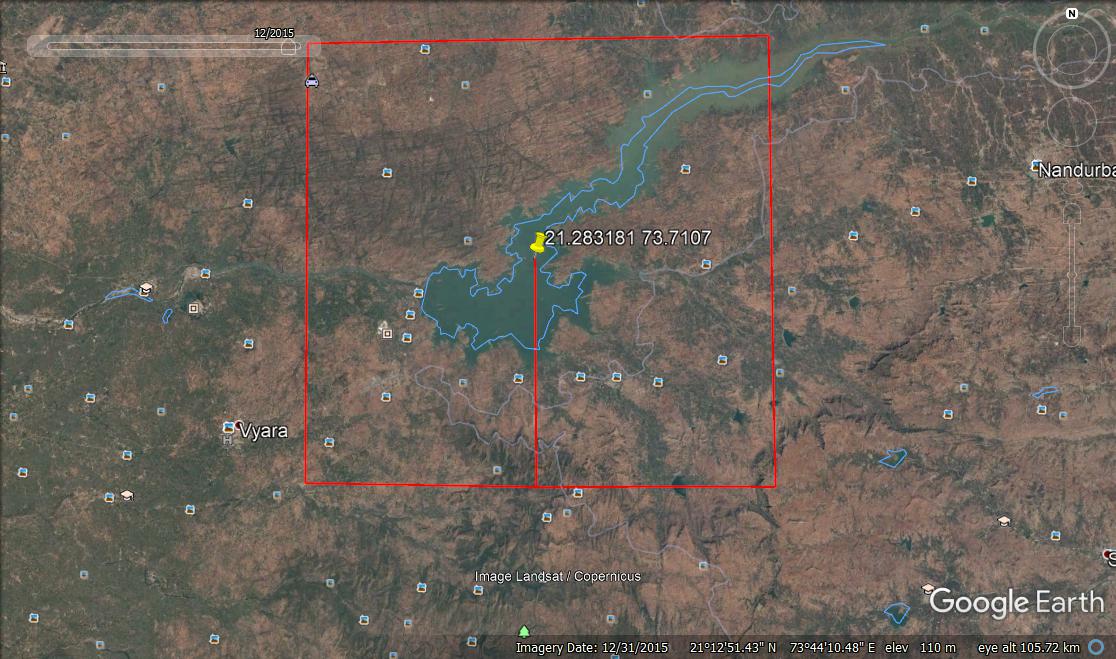 12/2015
N
Nandurba
21.283181 73.7107
Vyara
H
S
Image Landsat / Copernicus
Google Earth
Imagery Date: 12/31/2015 21°12'51.43" N 73°44'10.48" E elev 110 m eye alt 105.72 km